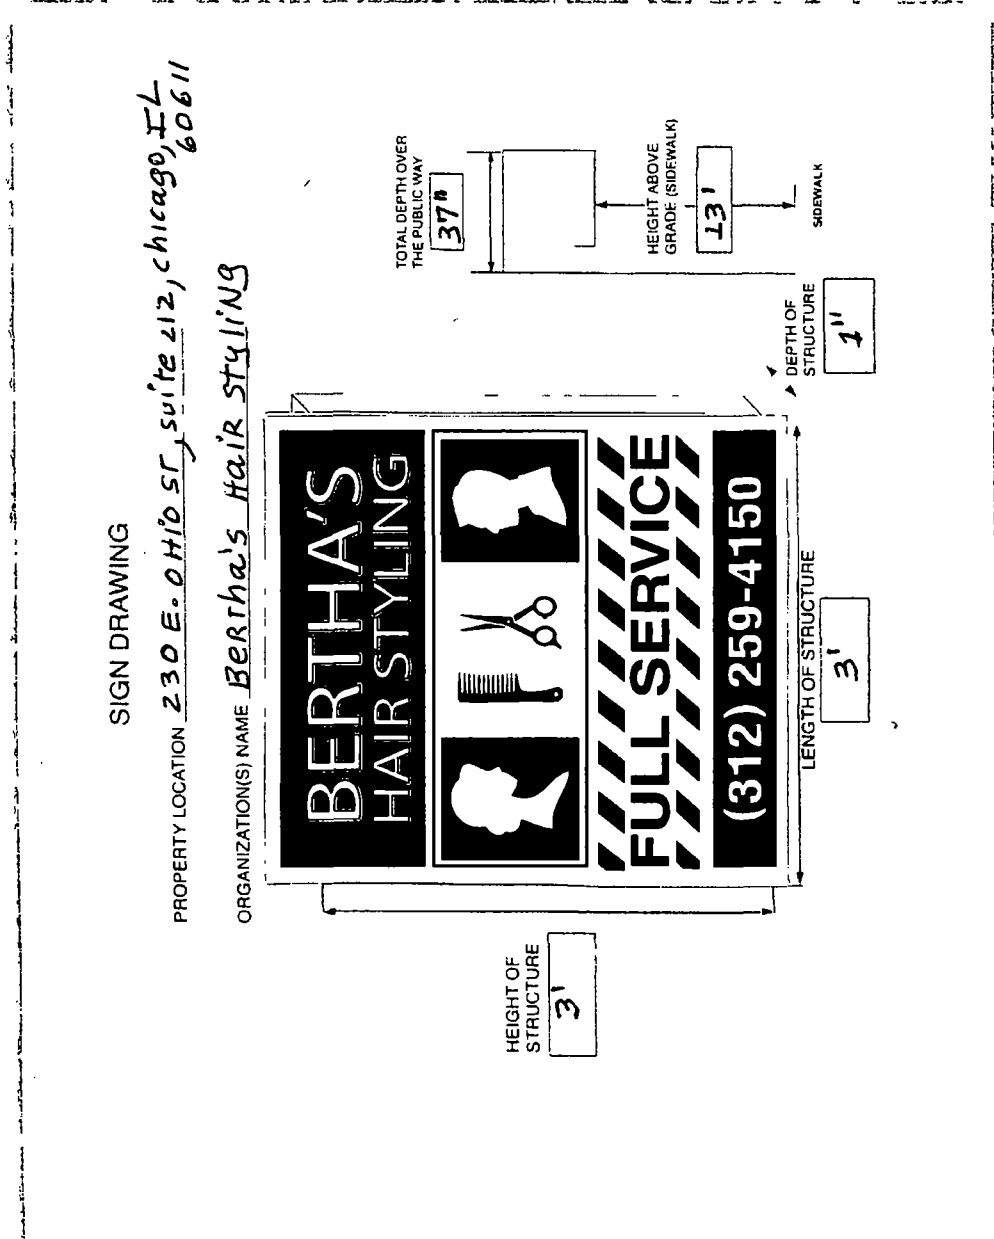 SIGN DRAWING
PROPERTY LOCATION 230 E. OHIO ST, suite 212, chicago, IL
60611
ORGANIZATION(S) NAME BERTha's HAIR STyliNg
HEIGHT OF
STRUCTURE
3'
BERTHA'S
HAIR STYLING
FULL SERVICE
(312) 259-4150
LENGTH OF STRUCTURE
3'
DEPTH OF
STRUCTURE
1"
TOTAL DEPTH OVER
THE PUBLIC WAY
37"
HEIGHT ABOVE
GRADE (SIDEWALK)
13'
SIDEWALK